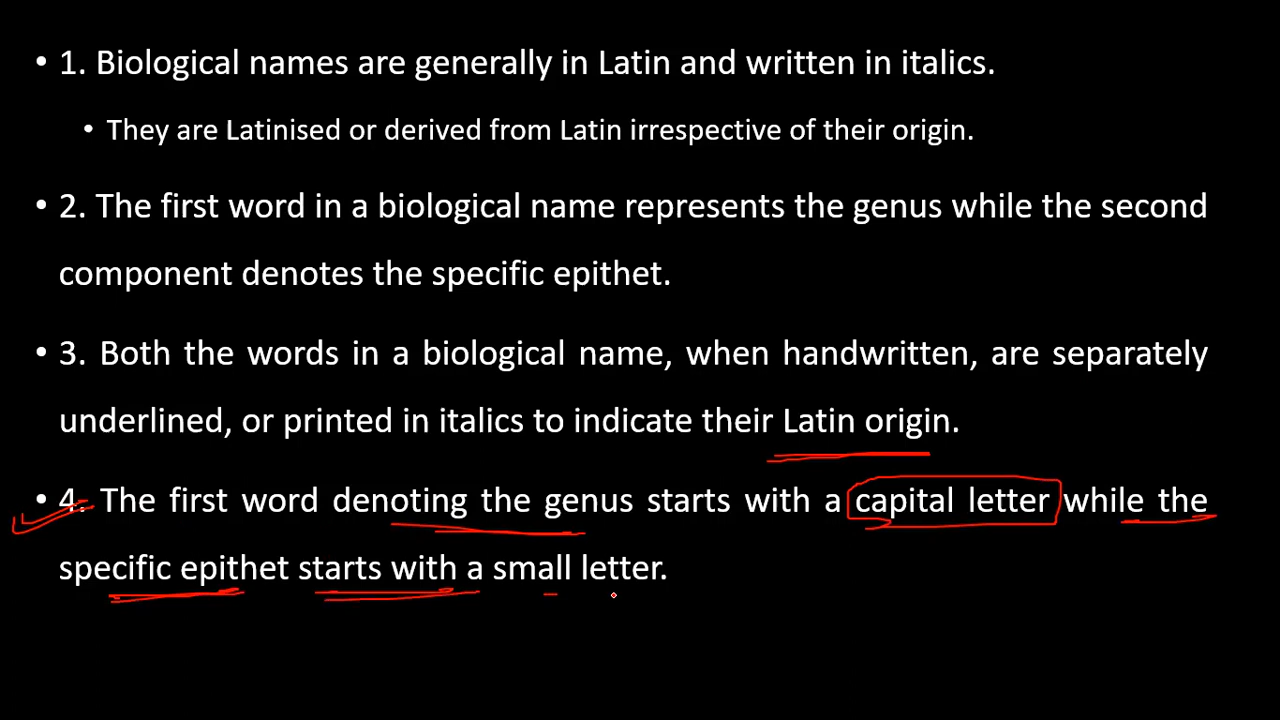 • 1. Biological names are generally in Latin and written in italics.
• They are Latinised or derived from Latin irrespective of their origin.
• 2. The first word in a biological name represents the genus while the second
component denotes the specific epithet.
• 3. Both the words in a biological name, when handwritten, are separately
underlined, or printed in italics to indicate their Latin origin.
• 4. The first word denoting the genus starts with a capital letter while the
specific epithet starts with a small letter.